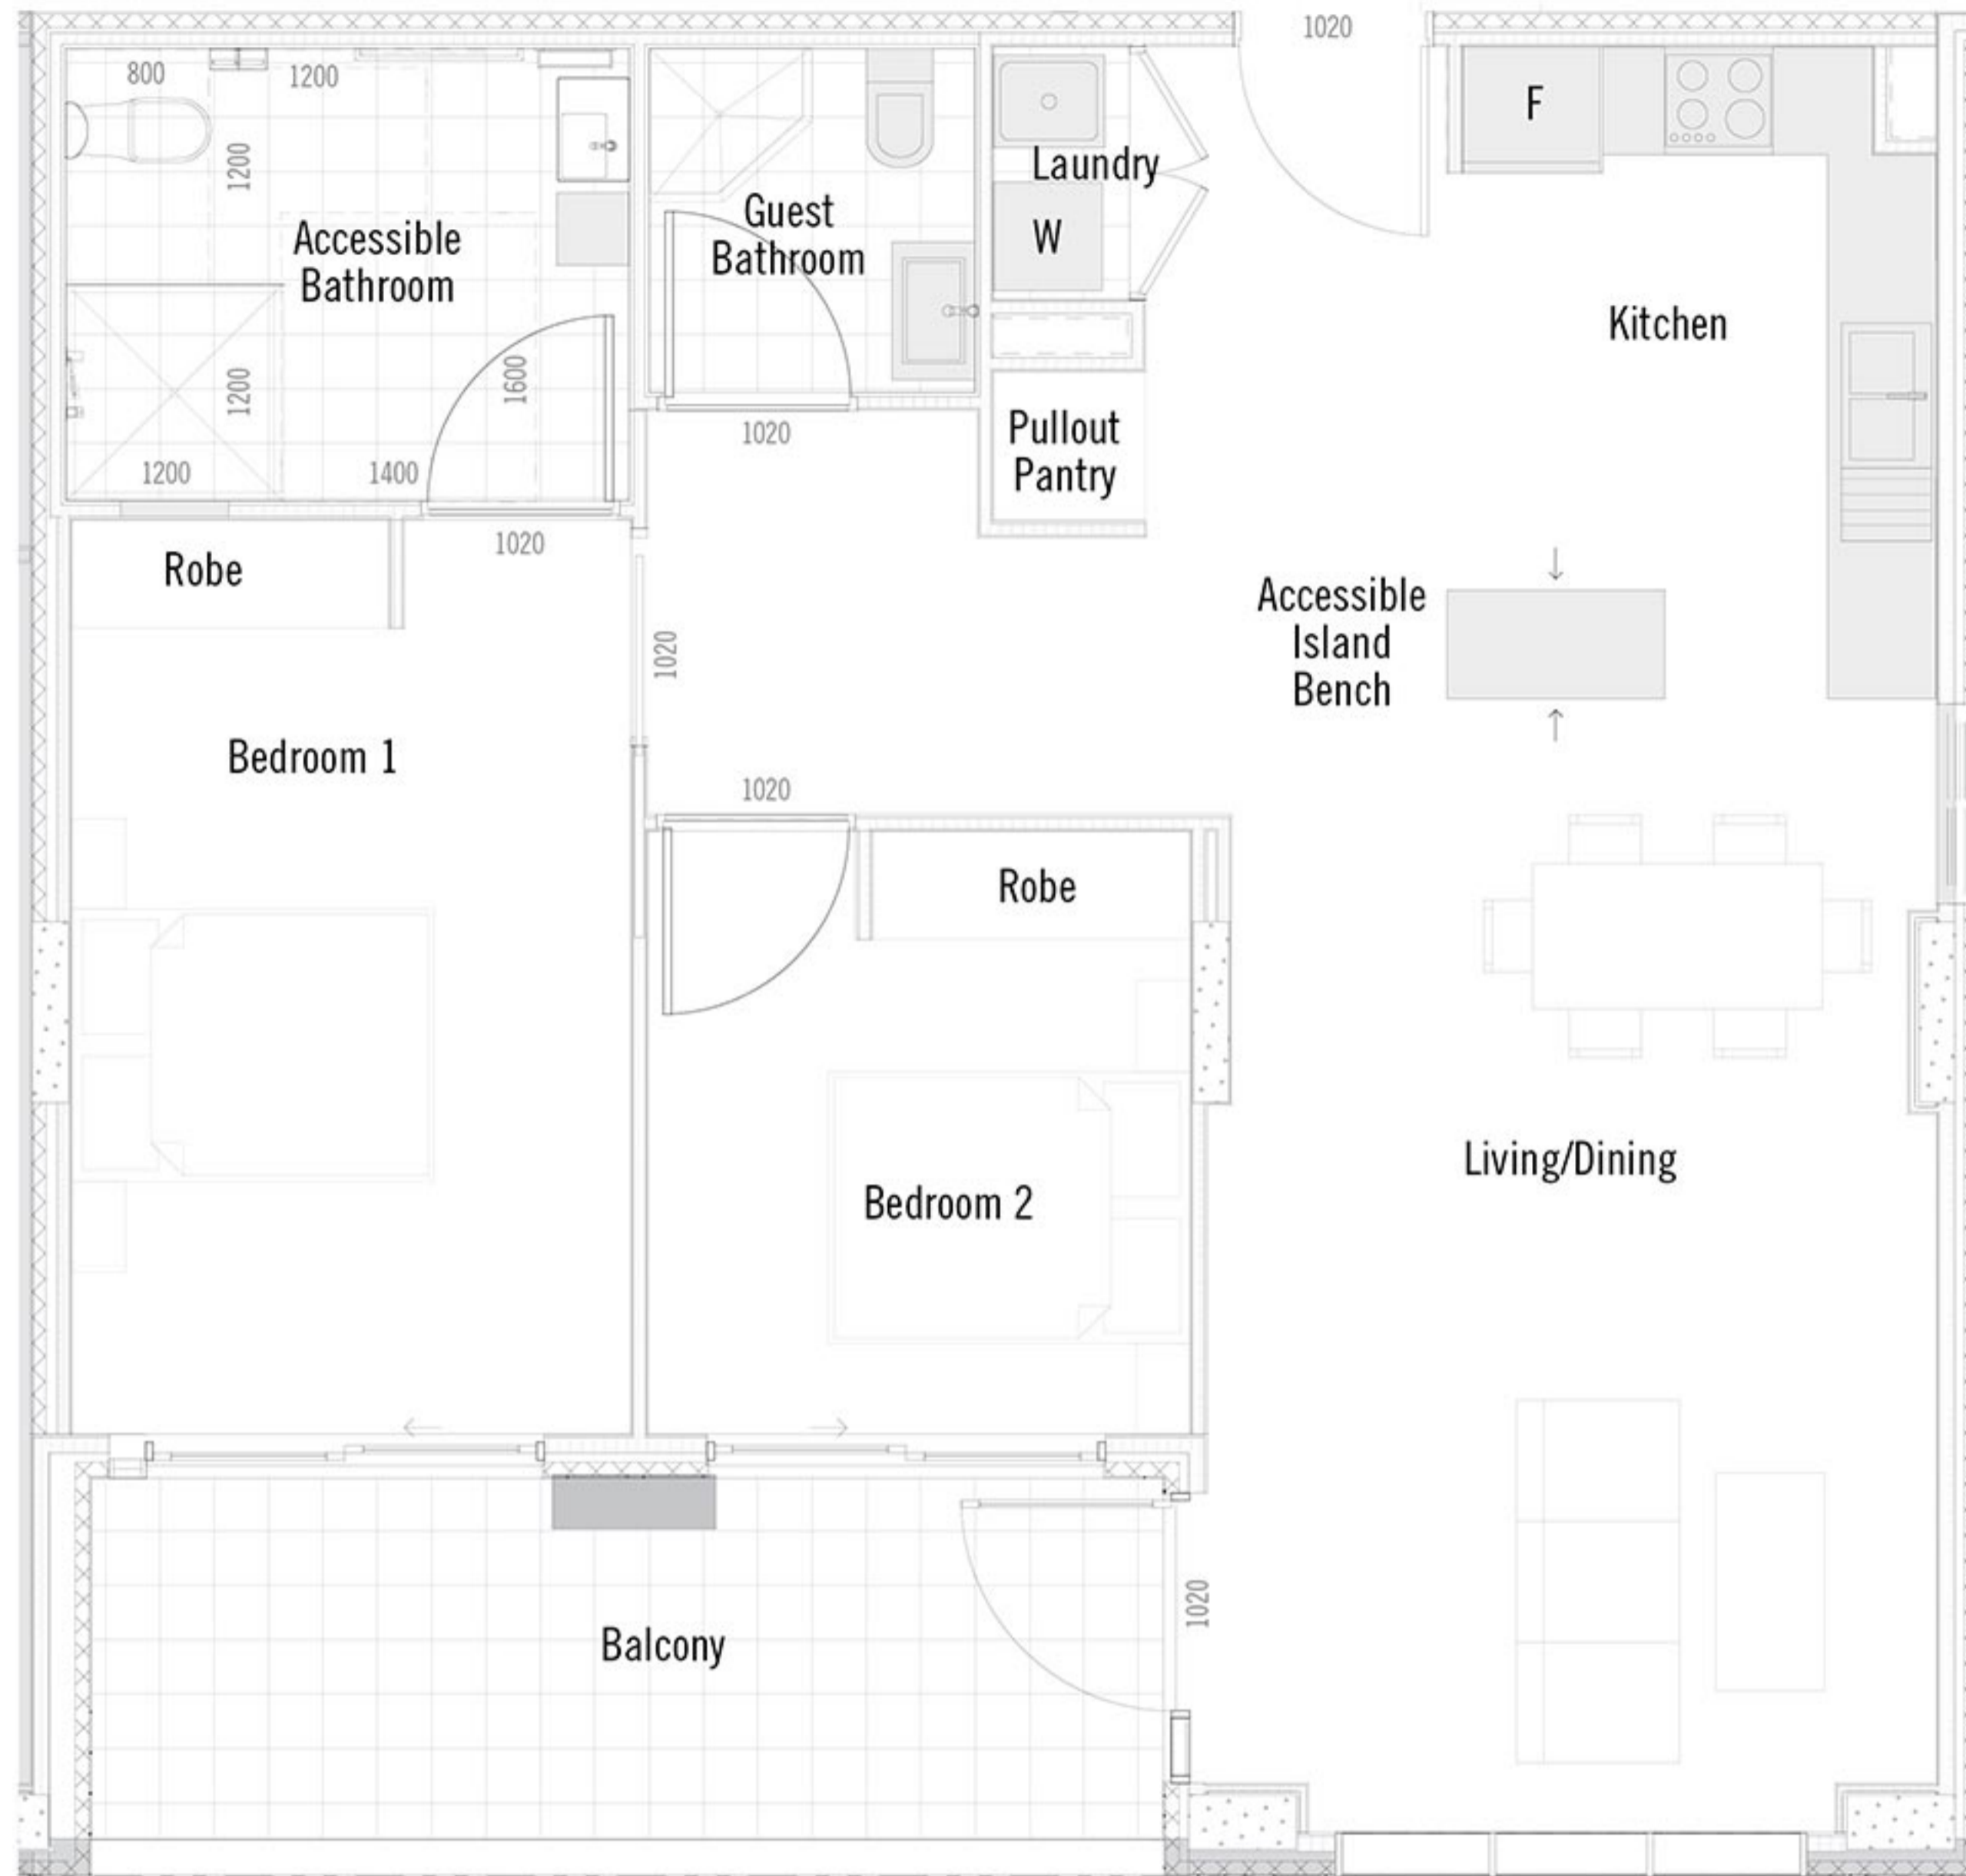 1020
800
1200
F
1200
Laundry
Guest
Bathroom
Accessible
Bathroom
W
Kitchen
1200
1600
1200
1400
1020
Pullout
Pantry
1020
Robe
1020
Accessible
Island
Bench
Bedroom 1
1020
Robe
Living/Dining
Bedroom 2
1020
Balcony